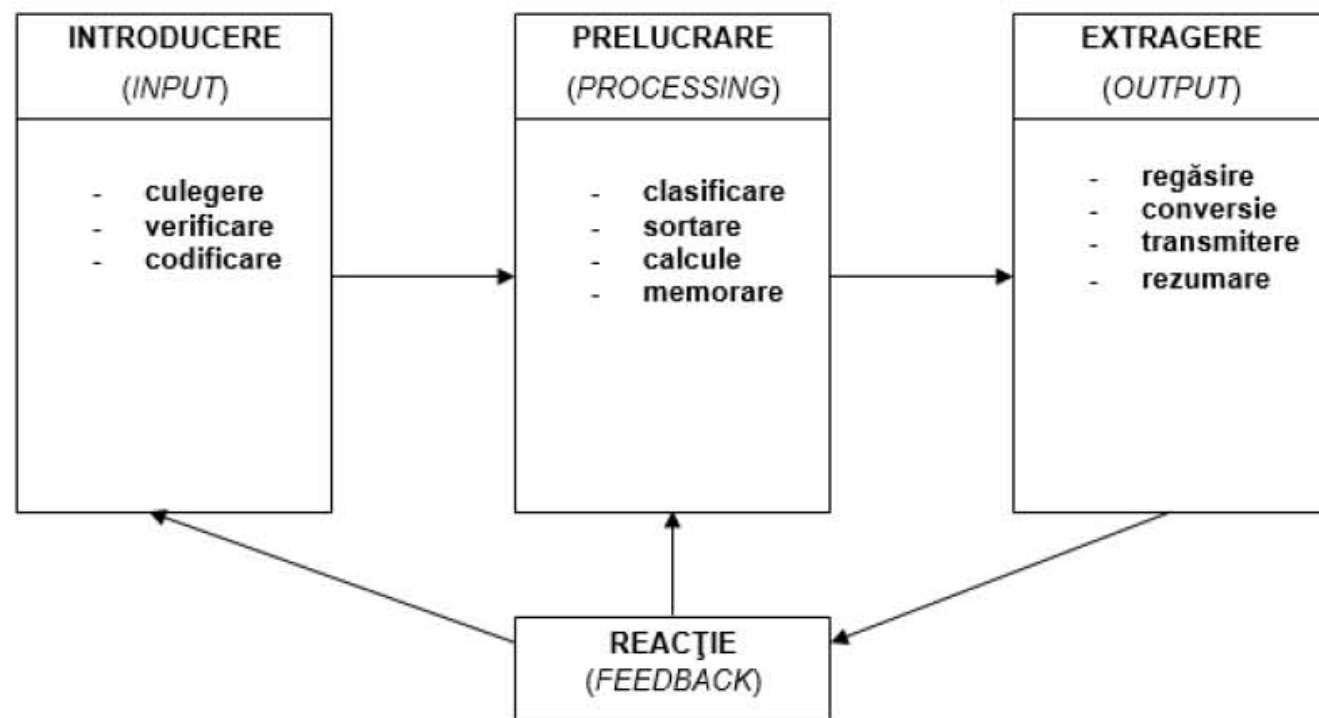 INTRODUCERE
(INPUT)
- culegere
- verificare
- codificare
PRELUCRARE
(PROCESSING)
- clasificare
- sortare
- calcule
- memorare
EXTRAGERE
(OUTPUT)
- regăsire
- conversie
- transmitere
- rezumare
REACŢIE
(FEEDBACK)